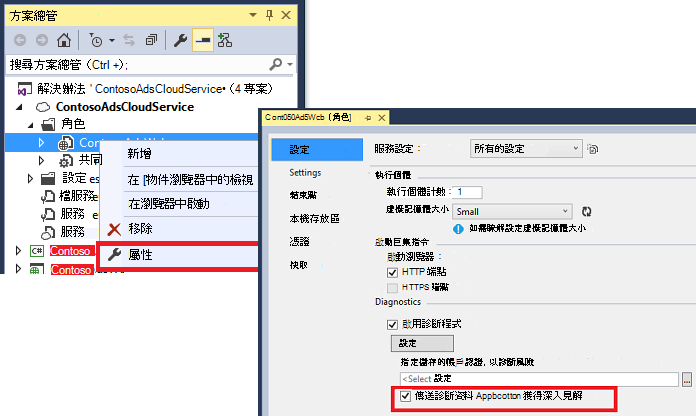 方案總管
搜尋方案總管 (Ctrl +);
解決辦法 ' ContosoAdsCloudService• (4 專案)
ContosoAdsCloudService
角色
共同
設定 es
檔服務
服務
服務
Contoso
Contoso
新增
在 [物件瀏覽器中的檢視
在瀏覽器中啟動
移除
屬性
Cont050Ad5Wcb [角色]
設定
Settings
結束點
本機存放區
憑證
快取
服務設定：
所有的設定
執行個體
執行個體計數：
1
虛擬記憶體大小
Small
如需瞭解設定虛擬記憶體大小
啟動巨集指令
啟動瀏覽器：
HTTP 端點
HTTPS 端點
Diagnostics
啟用診斷程式
設定
指定儲存的帳戶認證，以診斷風險
<Select 設定
...
傳送診斷資料 Appbcotton 獲得深入見解